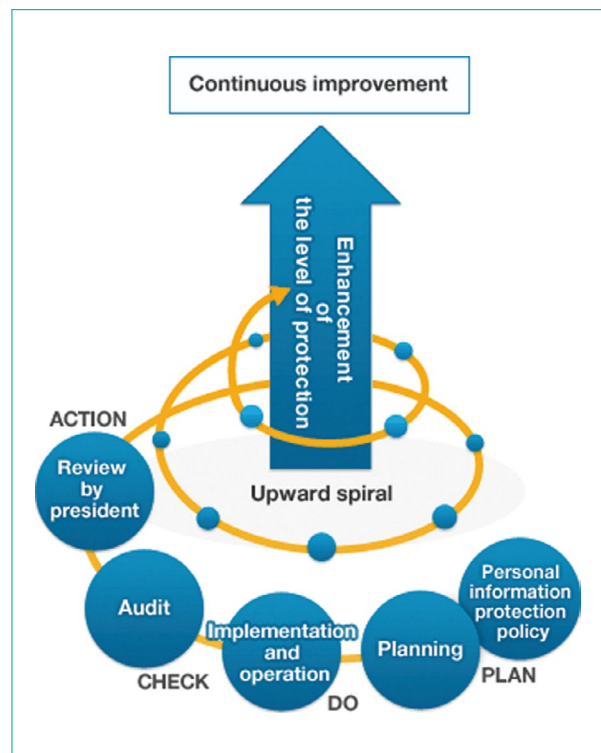 Continuous improvement
Enhancement
of
the level of protection
Upward spiral
ACTION
Review
by
president
Audit
CHECK
Implementation
and
operation
DO
Planning
PLAN
Personal
information
protection
policy